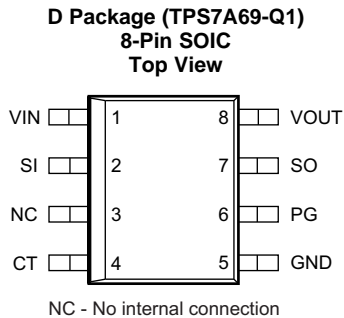 D Package (TPS7A69-Q1)
8-Pin SOIC
Top View
VIN 1 8 VOUT
SI 2 7 SO
NC 3 6 PG
CT 4 5 GND
NC - No internal connection